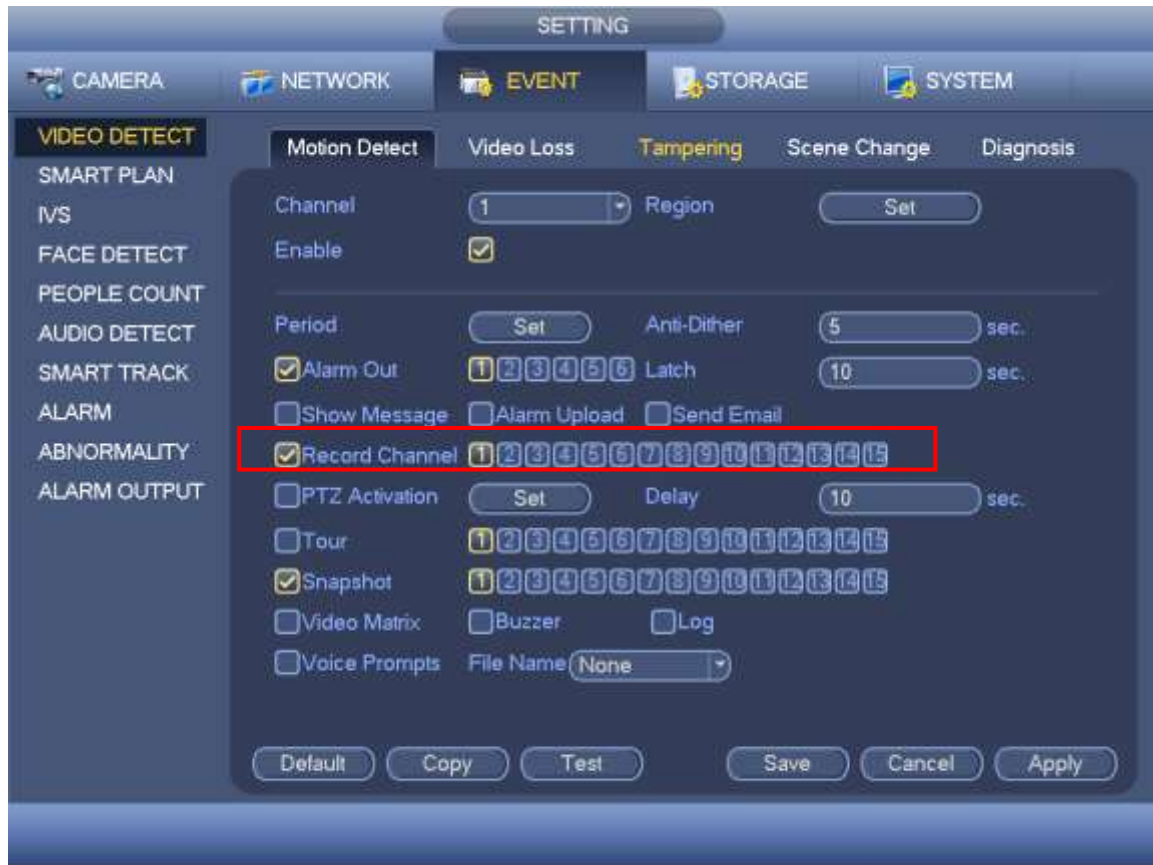 SETTING
CAMERA NETWORK EVENT STORAGE SYSTEM
VIDEO DETECT
SMART PLAN
IVS
FACE DETECT
PEOPLE COUNT
AUDIO DETECT
SMART TRACK
ALARM
ABNORMALITY
ALARM OUTPUT
Motion Detect Video Loss Tampering Scene Change Diagnosis
Channel 1 Region Set
Enable
Period Set Anti-Dither 5 sec.
Alarm Out 1 2 3 4 5 6 Latch 10 sec.
Show Message Alarm Upload Send Email
Record Channel 1 2 3 4 5 6 7 8 9 10 11 12 13 14 15
PTZ Activation Set Delay 10 sec.
Tour 1 2 3 4 5 6 7 8 9 10 11 12 13 14 15
Snapshot 1 2 3 4 5 6 7 8 9 10 11 12 13 14 15
Video Matrix Buzzer Log
Voice Prompts File Name None
Default Copy Test Save Cancel Apply